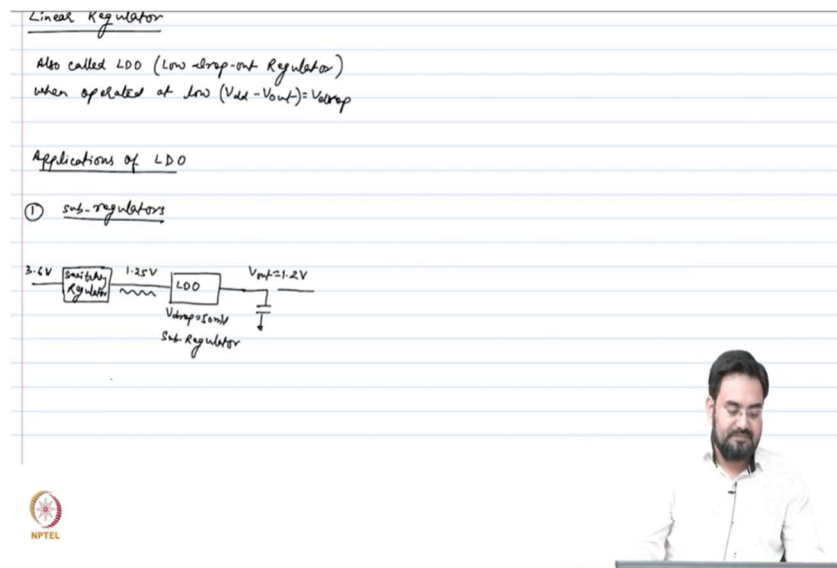 Linear Regulator
Also called LDO (Low drop-out Regulator)
when operated at low (Vdd - Vout) = Vdrop
Applications of LDO
① sub-regulators
3.6V Switching Regulator 1.25V LDO Vout = 1.2V
Vdrop = 50mV
Sub Regulator
NPTEL